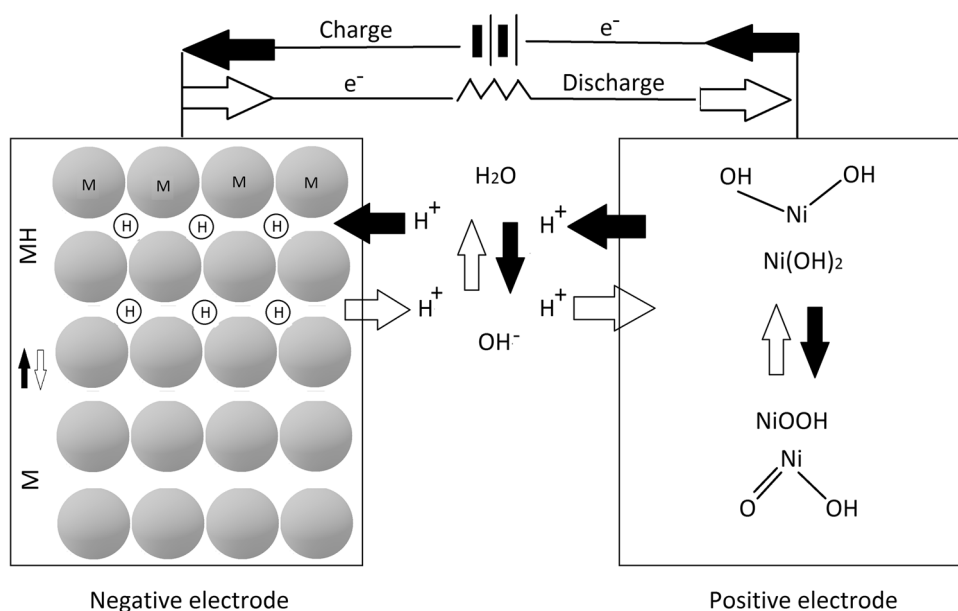 Charge
e⁻
e⁻
Discharge
M M M M
H H H
H H H
MH
M
H⁺
H⁺
H₂O
OH⁻
H⁺
H⁺
OH
OH
Ni
Ni(OH)₂
NiOOH
Ni
O
OH
Negative electrode
Positive electrode